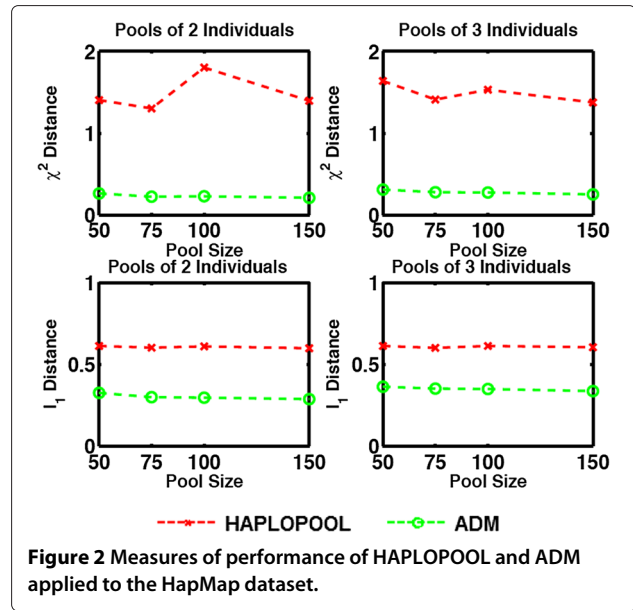 Pools of 2 Individuals
Pools of 3 Individuals
2
1
0
χ² Distance
50 75 100 150
Pool Size
2
1
0
χ² Distance
50 75 100 150
Pool Size
Pools of 2 Individuals
Pools of 3 Individuals
1
0.5
0
l₁ Distance
50 75 100 150
Pool Size
1
0.5
0
l₁ Distance
50 75 100 150
Pool Size
HAPLOPOOL ADM
Figure 2 Measures of performance of HAPLOPOOL and ADM
applied to the HapMap dataset.